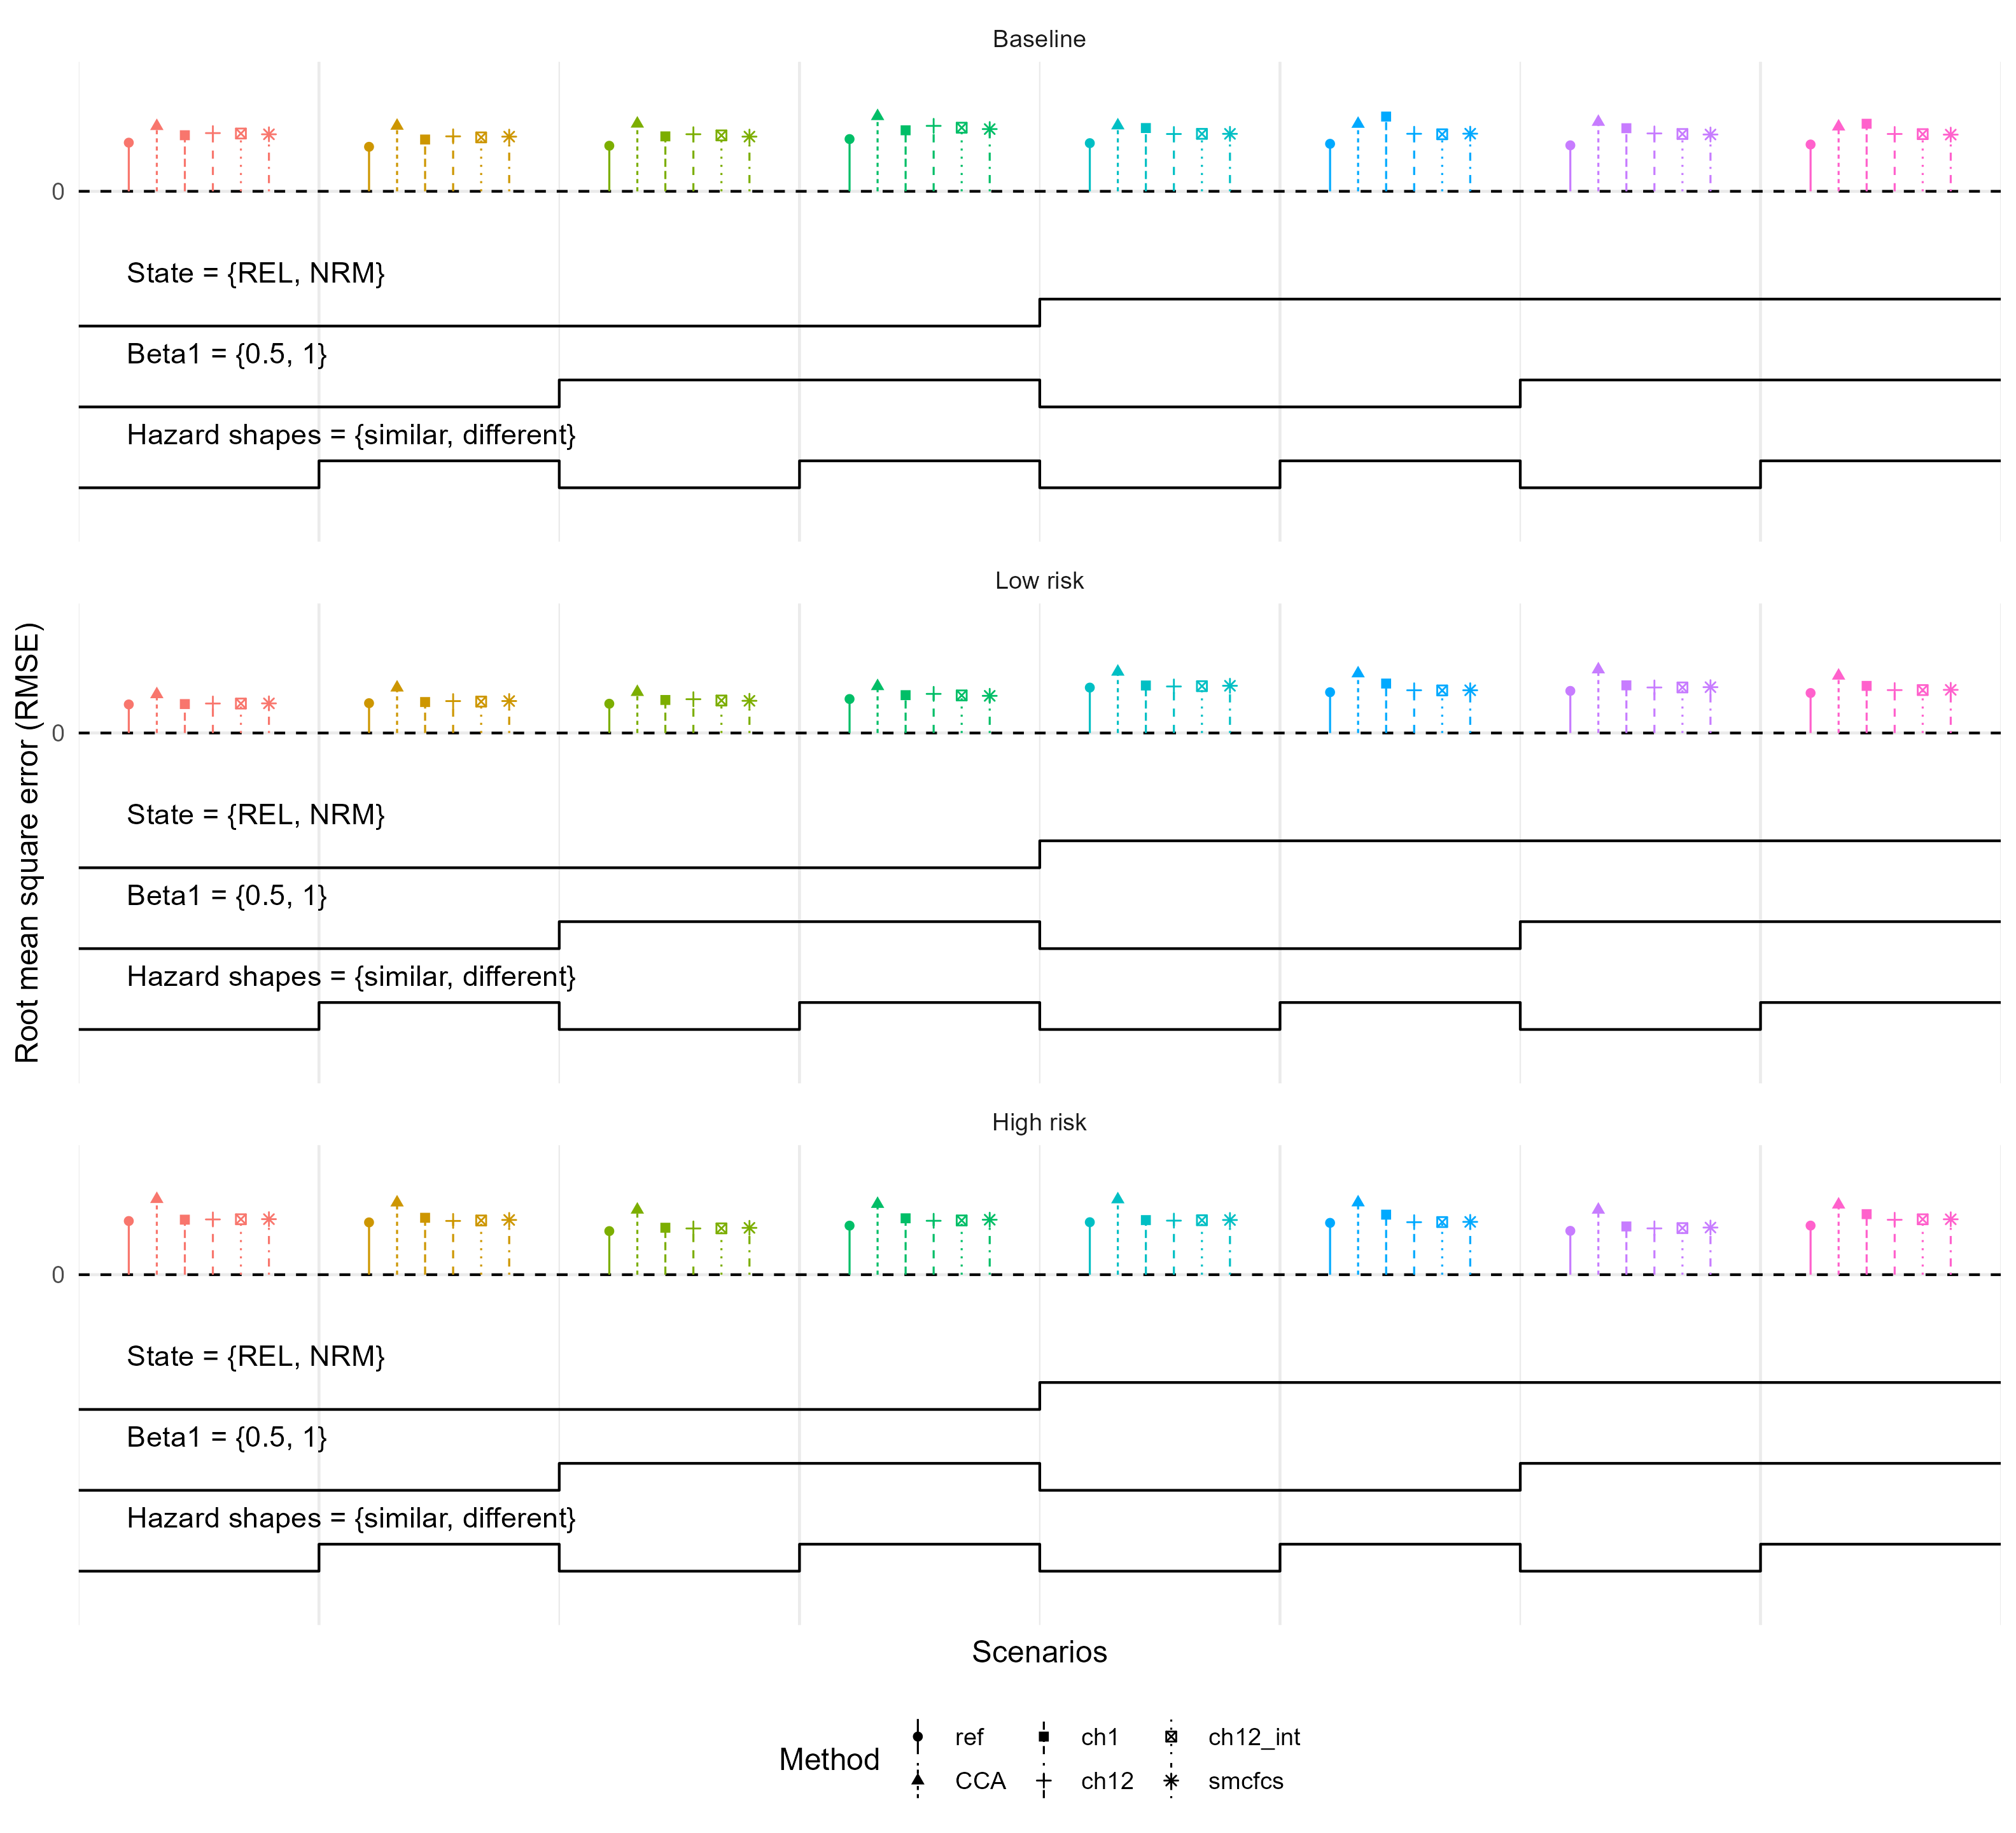 Baseline
0
State = {REL, NRM}
Beta1 = {0.5, 1}
Hazard shapes = {similar, different}
Low risk
0
State = {REL, NRM}
Beta1 = {0.5, 1}
Hazard shapes = {similar, different}
Root mean square error (RMSE)
High risk
0
State = {REL, NRM}
Beta1 = {0.5, 1}
Hazard shapes = {similar, different}
Scenarios
Method
ref
ch1
ch12_int
CCA
ch12
smcfcs